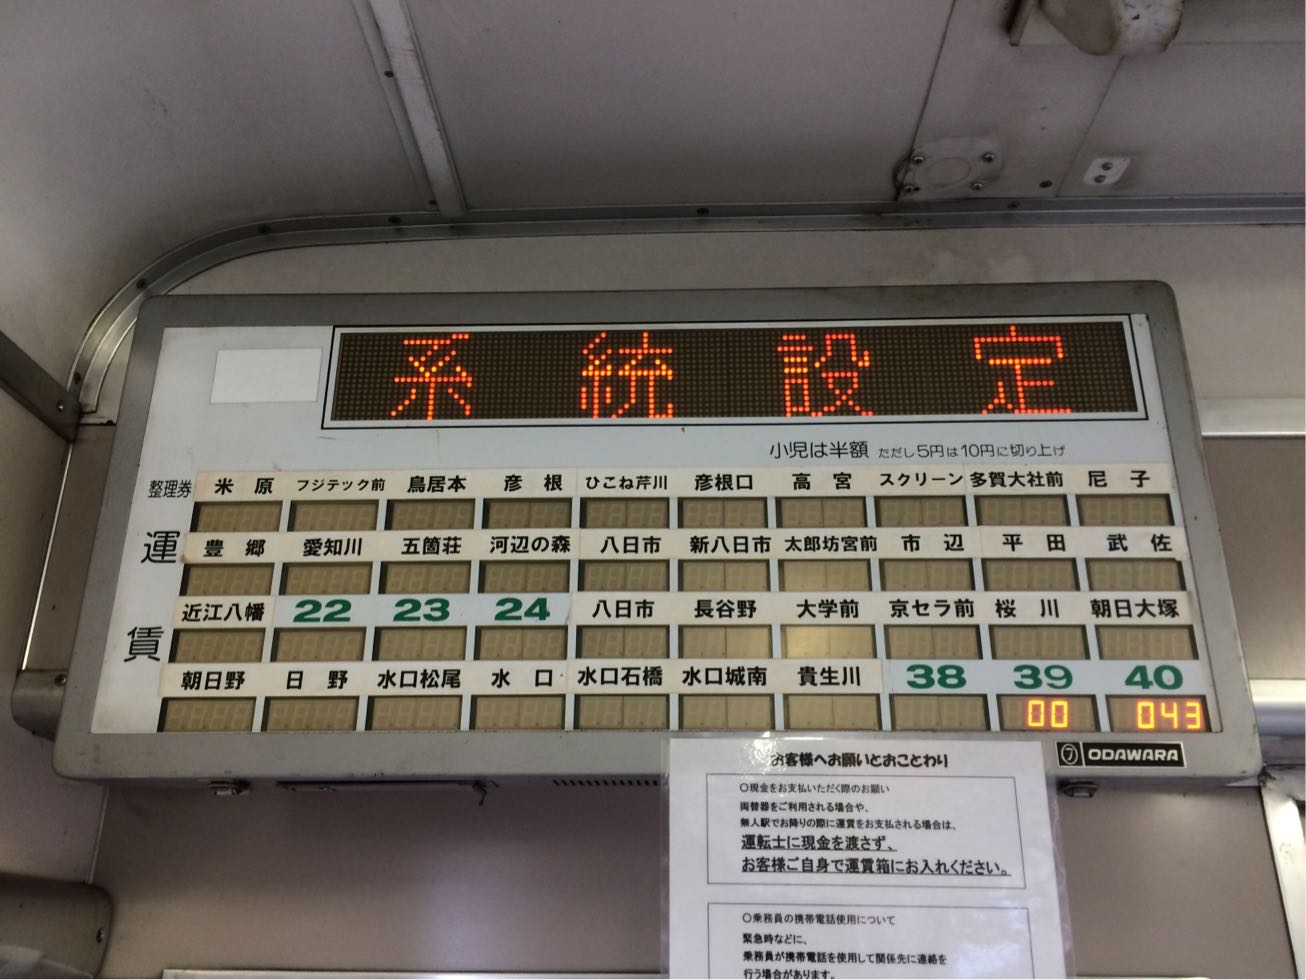 系統設定
小児は半額 ただし5円は10円に切り上げ
整理券 米原 フジテック前 鳥居本 彦根 ひこね芹川 彦根口 高宮 スクリーン 多賀大社前 尼子
運賃
豊郷 愛知川 五箇荘 河辺の森 八日市 新八日市 太郎坊宮前 市辺 平田 武佐
近江八幡 22 23 24 八日市 長谷野 大学前 京セラ前 桜川 朝日大塚
朝日野 日野 水口松尾 水口 水口石橋 水口城南 貴生川 38 39 40
00 043
ODAWARA
お客様へお願いとおことわり
○現金をお支払いただく際のお願い
両替器をご利用される場合や、
無人駅でお降りの際に運賃をお支払される場合は、
運転士に現金を渡さず、
お客様ご自身で運賃箱にお入れください。
○乗務員の携帯電話使用について
緊急時などに、
乗務員が携帯電話を使用して関係先に連絡を
行う場合があります。